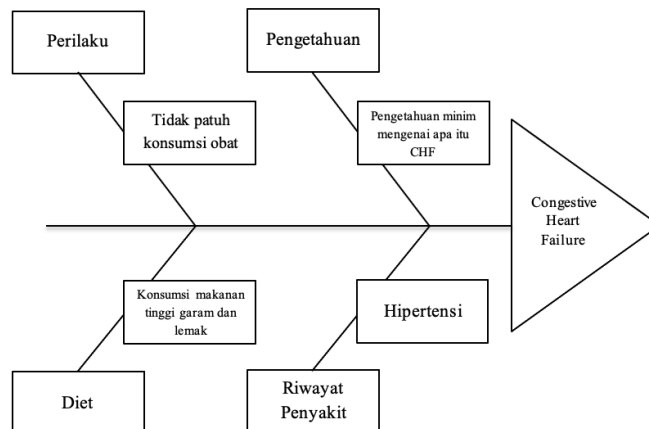 Perilaku
Pengetahuan
Tidak patuh
konsumsi obat
Pengetahuan minim
mengenai apa itu
CHF
Congestive
Heart
Failure
Konsumsi makanan
tinggi garam dan
lemak
Hipertensi
Diet
Riwayat
Penyakit